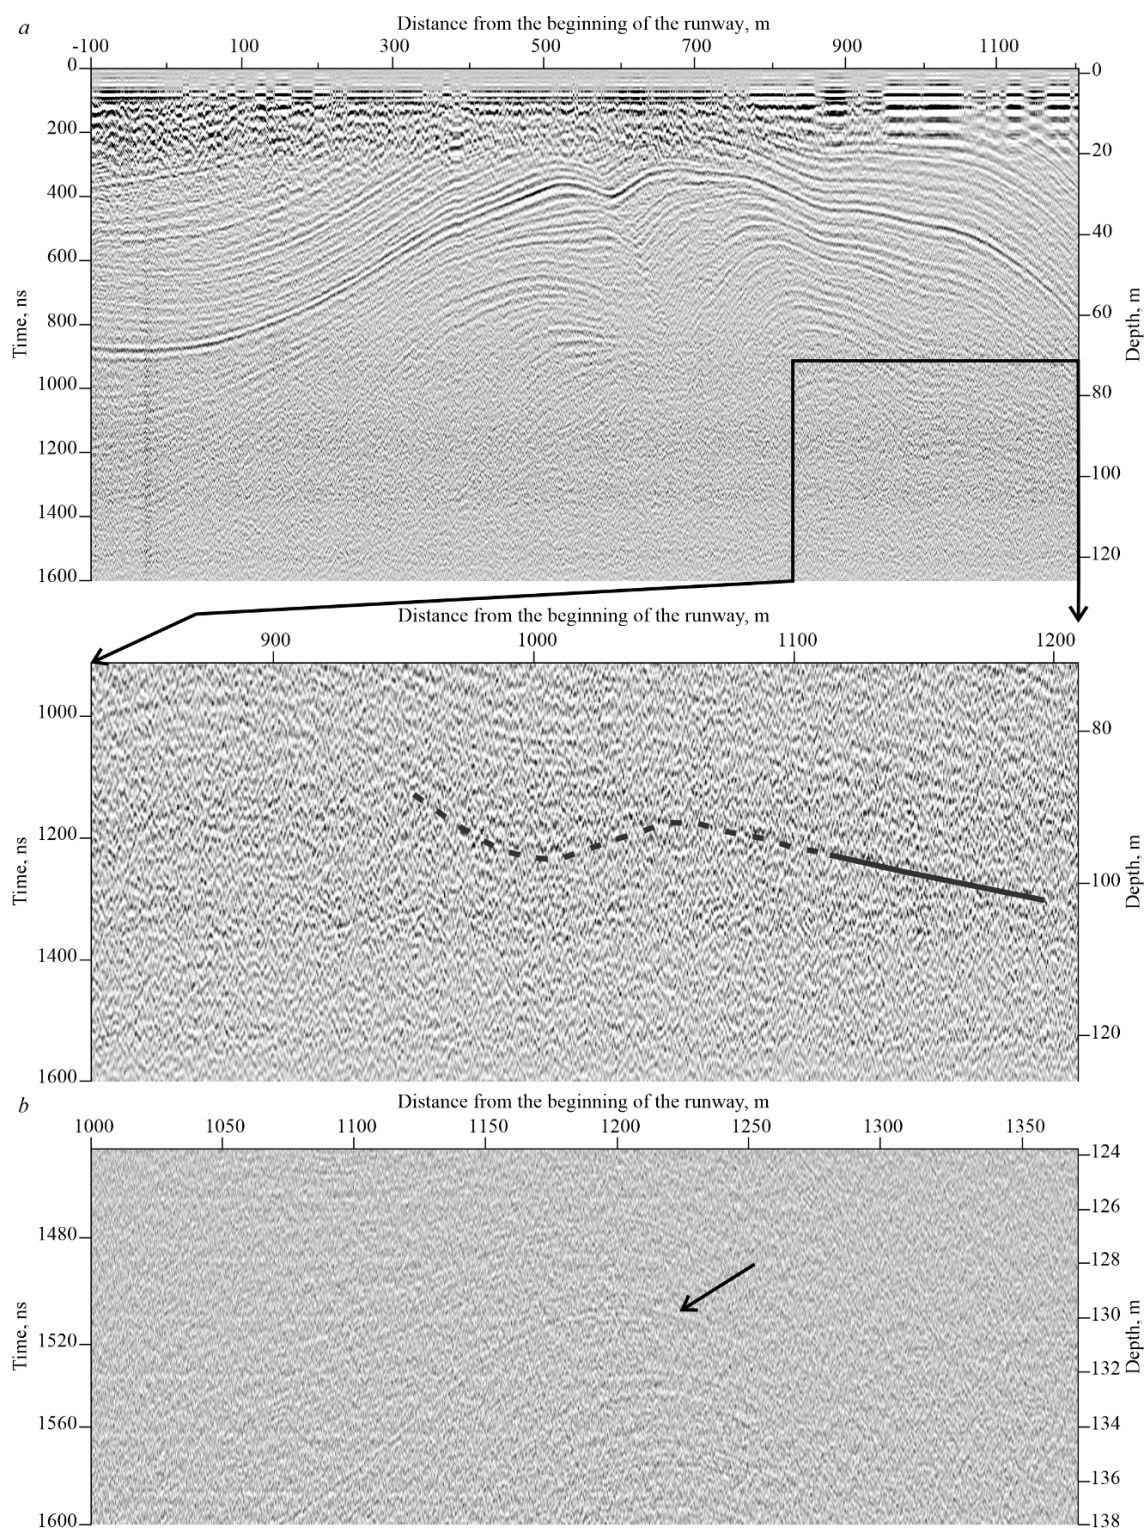 a
Distance from the beginning of the runway, m
-100 100 300 500 700 900 1100
0 0
200
20
400
40
600
Time, ns
60
Depth, m
800
1000
80
1200
100
1400
120
1600
Distance from the beginning of the runway, m
900 1000 1100 1200
1000
80
1200
Time, ns
100
Depth, m
1400
120
1600
b
Distance from the beginning of the runway, m
1000 1050 1100 1150 1200 1250 1300 1350
124
126
1480
128
130
Time, ns
Depth, m
1520
132
134
1560
136
1600 138